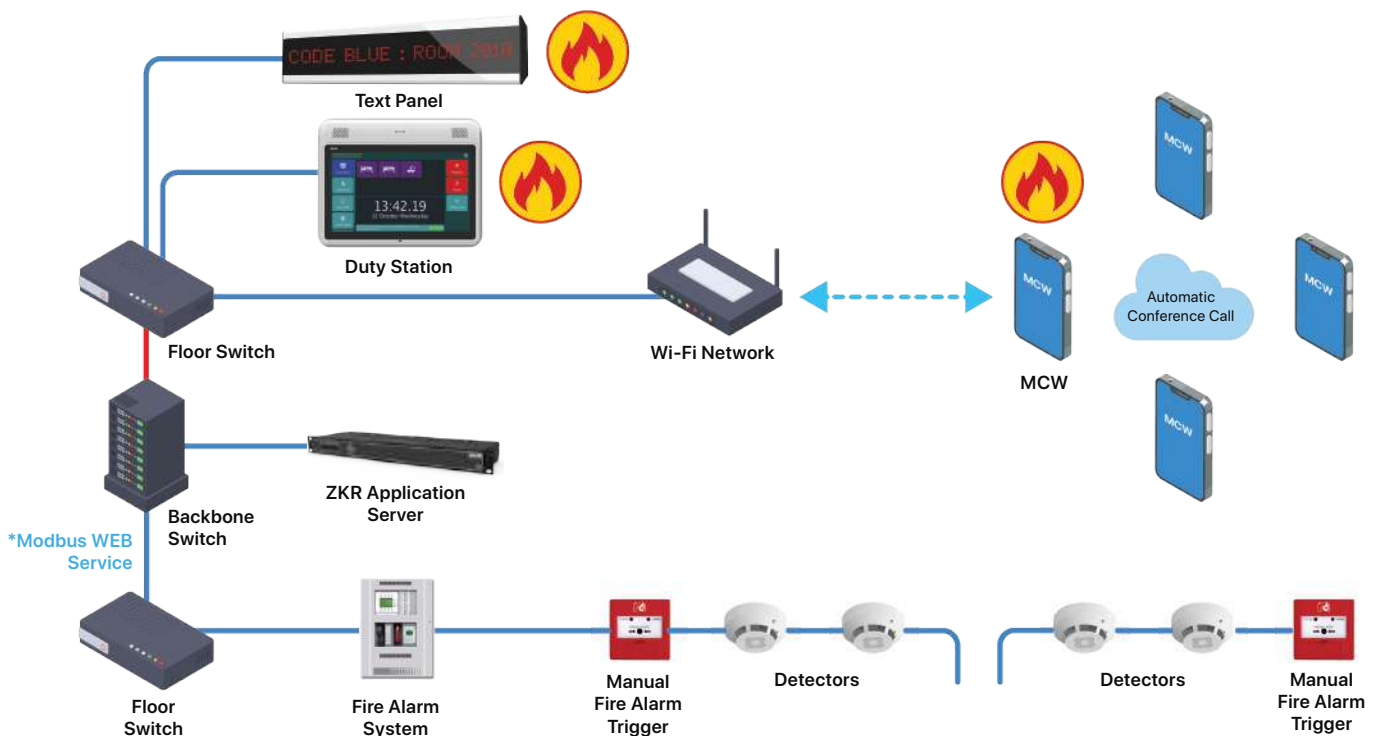 CODE BLUE : ROOM 2010
Text Panel
13:42.19
Duty Station
Floor Switch
Wi-Fi Network
MCW
MCW
MCW
MCW
MCW
Automatic
Conference Call
ZKR Application
Server
Backbone
Switch
*Modbus WEB
Service
Floor
Switch
Fire Alarm
System
Manual
Fire Alarm
Trigger
Detectors
Detectors
Manual
Fire Alarm
Trigger